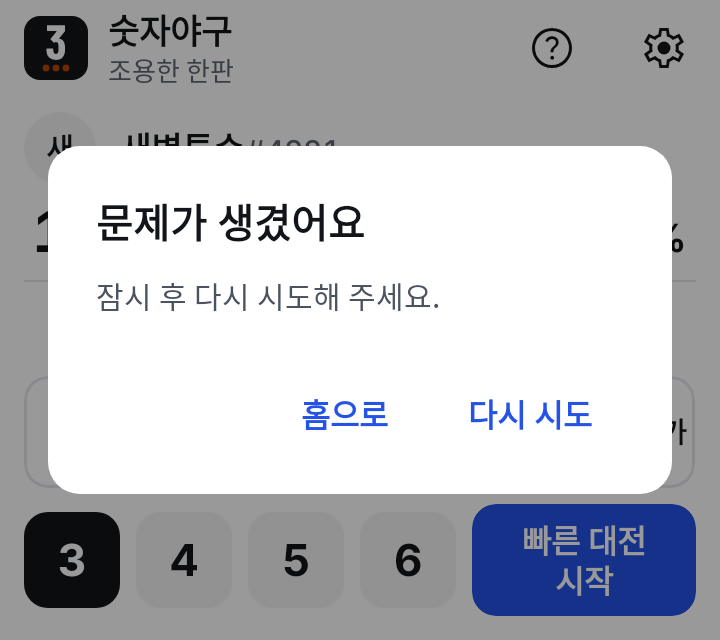 3
숫자야구
조용한 한판
?
새
문제가 생겼어요
잠시 후 다시 시도해 주세요.
홈으로 다시 시도
3 4 5 6
빠른 대전
시작